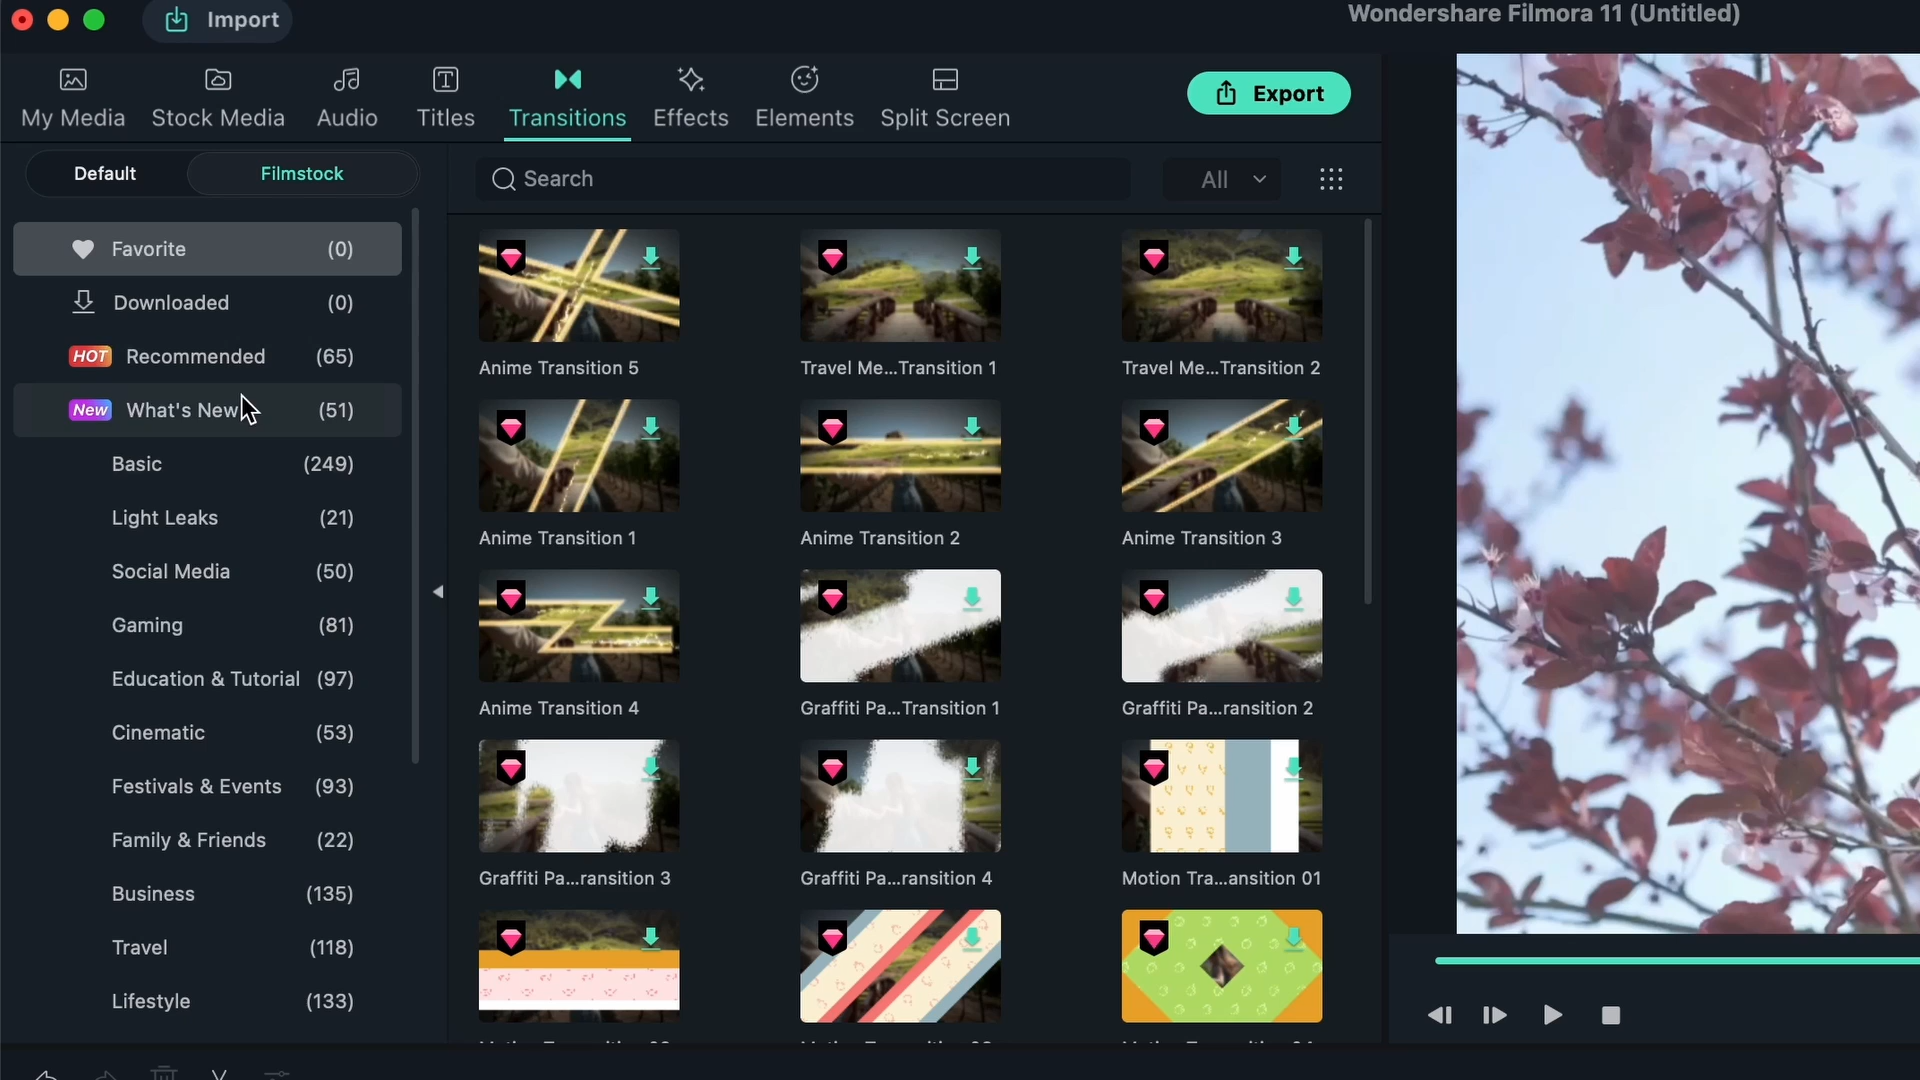 Import
Wondershare Filmora 11 (Untitled)
My Media
Stock Media
Audio
Titles
Transitions
Effects
Elements
Split Screen
Export
Default
Filmstock
Search
All
Favorite (0)
Downloaded (0)
HOT Recommended (65)
New What's New (51)
Basic (249)
Light Leaks (21)
Social Media (50)
Gaming (81)
Education & Tutorial (97)
Cinematic (53)
Festivals & Events (93)
Family & Friends (22)
Business (135)
Travel (118)
Lifestyle (133)
Anime Transition 5
Travel Me...Transition 1
Travel Me...Transition 2
Anime Transition 1
Anime Transition 2
Anime Transition 3
Anime Transition 4
Graffiti Pa...Transition 1
Graffiti Pa...ransition 2
Graffiti Pa...ransition 3
Graffiti Pa...ransition 4
Motion Tra...ansition 01